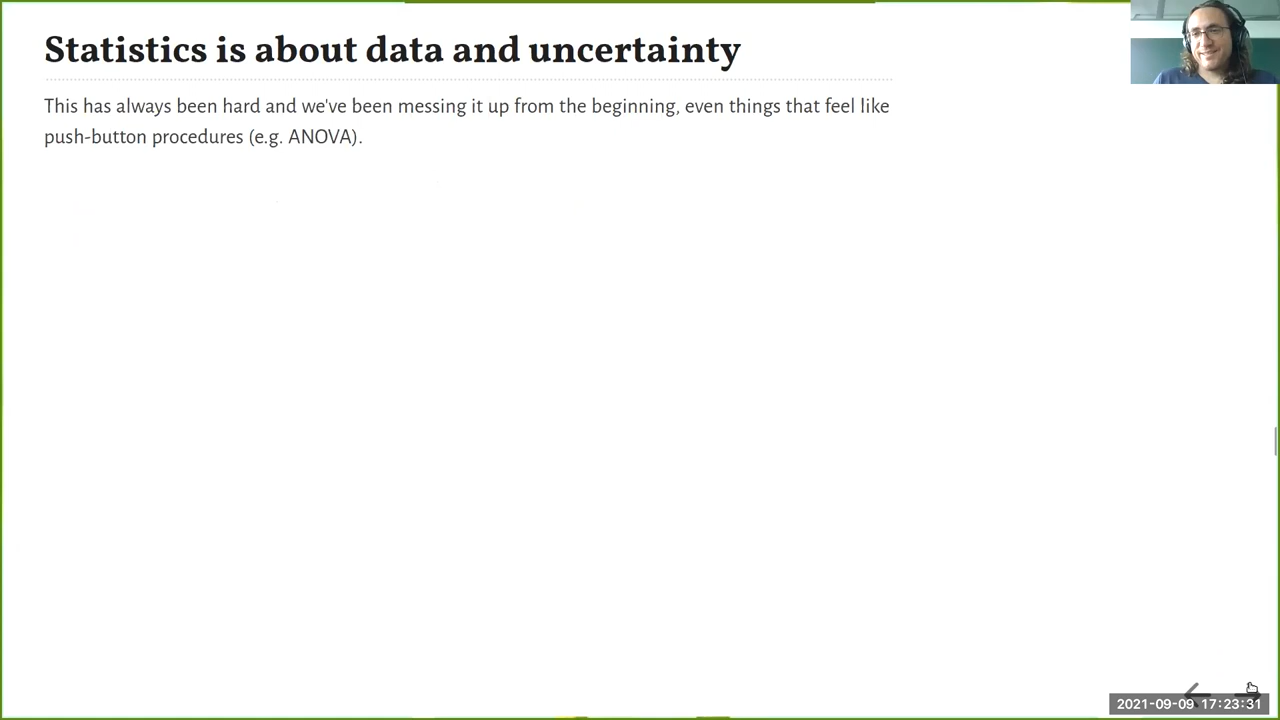 Statistics is about data and uncertainty
This has always been hard and we've been messing it up from the beginning, even things that feel like
push-button procedures (e.g. ANOVA).
2021-09-09 17:23:31